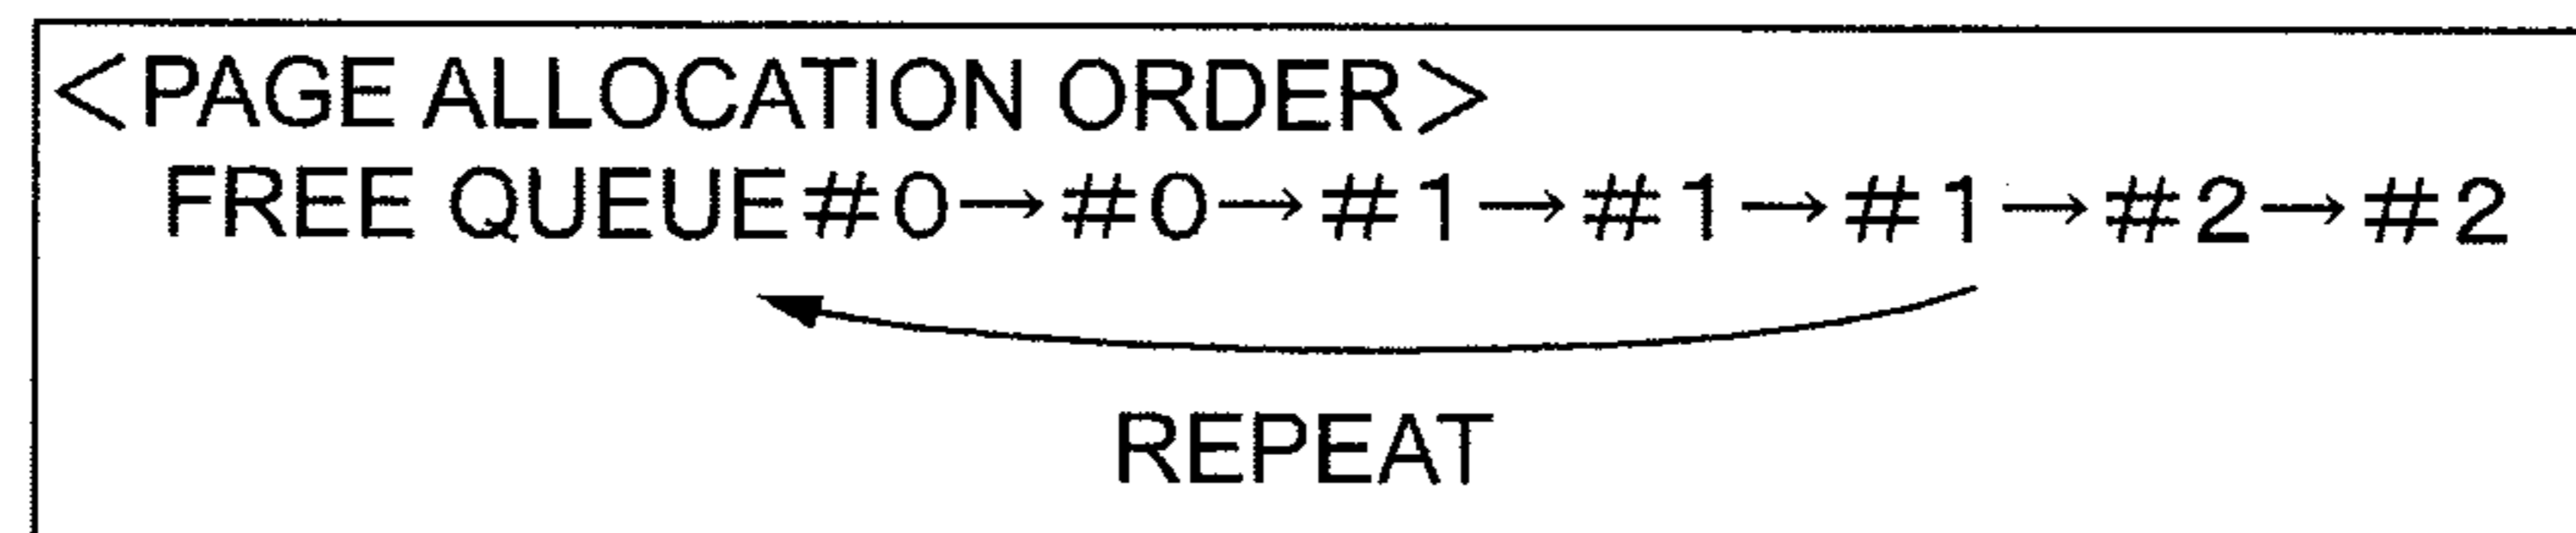 <PAGE ALLOCATION ORDER>
FREE QUEUE#0→#0→#1→#1→#1→#2→#2
REPEAT